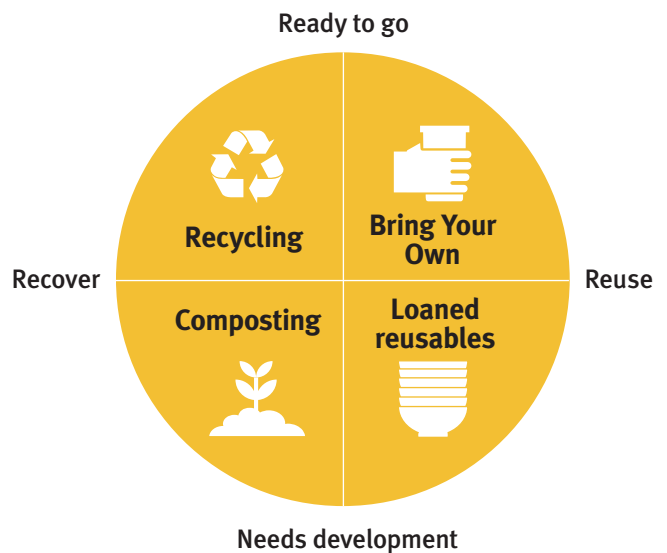 Ready to go
Recycling
Bring Your
Own
Recover
Reuse
Composting
Loaned
reusables
Needs development